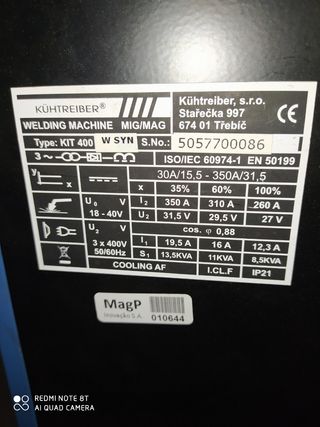 KÜHTREIBER®
Kühtreiber, s.r.o.
Stařečka 997
674 01 Třebíč
CE
WELDING MACHINE MIG/MAG
Type: KIT 400 W SYN S.No.: 5057700086
3 ~
ISO/IEC 60974-1 EN 50199
y
x
30A/15,5 - 350A/31,5
x 35% 60% 100%
U0 I2 350 A 310 A 260 A
18 - 40V U2 31,5 V 29.5 V 27 V
U2 cos φ 0,88
3 x 400V I1 19,5 A 16 A 12,3 A
50/60Hz S1 13,5KVA 11KVA 8,5KVA
COOLING AF I.CL.F IP21
MagP
Inovação S.A.
010644
REDMI NOTE 8T
AI QUAD CAMERA